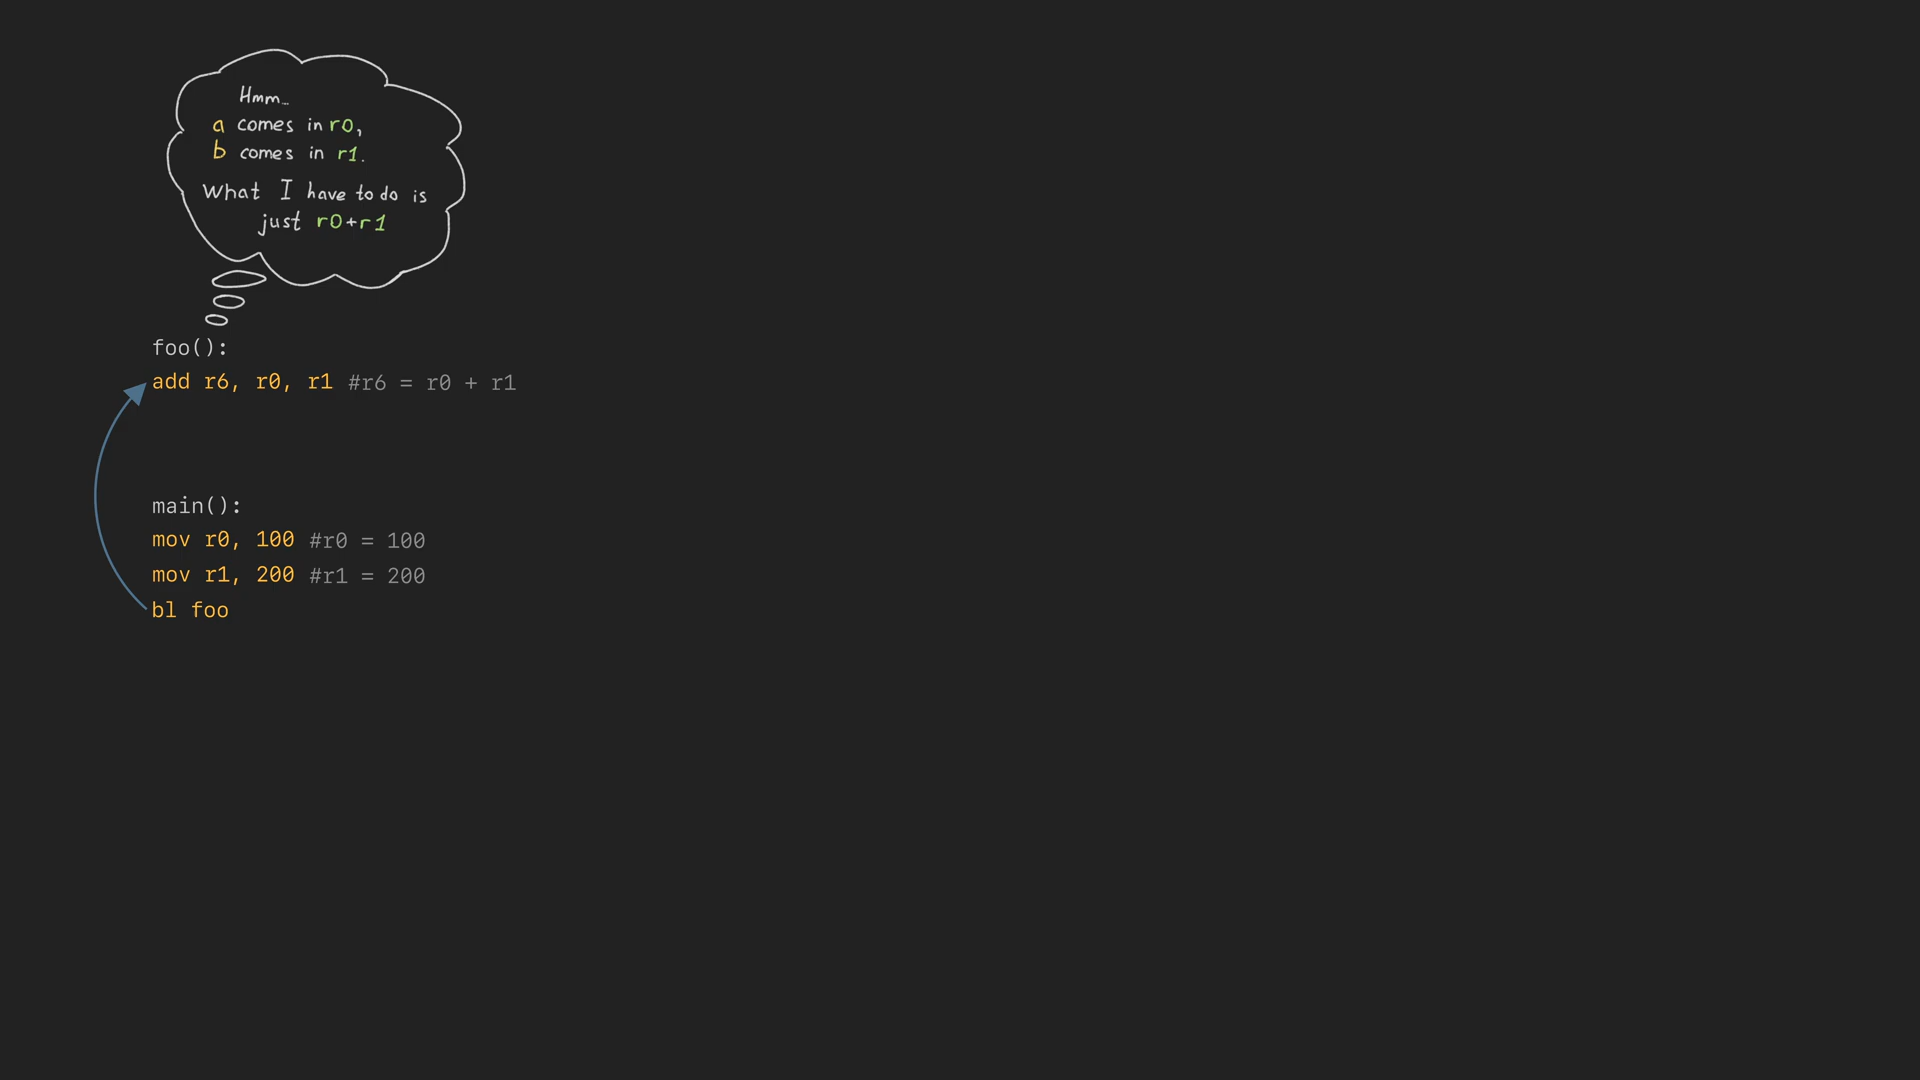 Hmm…
a comes in r0,
b comes in r1.
What I have to do is
just r0+r1
foo():
add r6, r0, r1 #r6 = r0 + r1
main():
mov r0, 100 #r0 = 100
mov r1, 200 #r1 = 200
bl foo